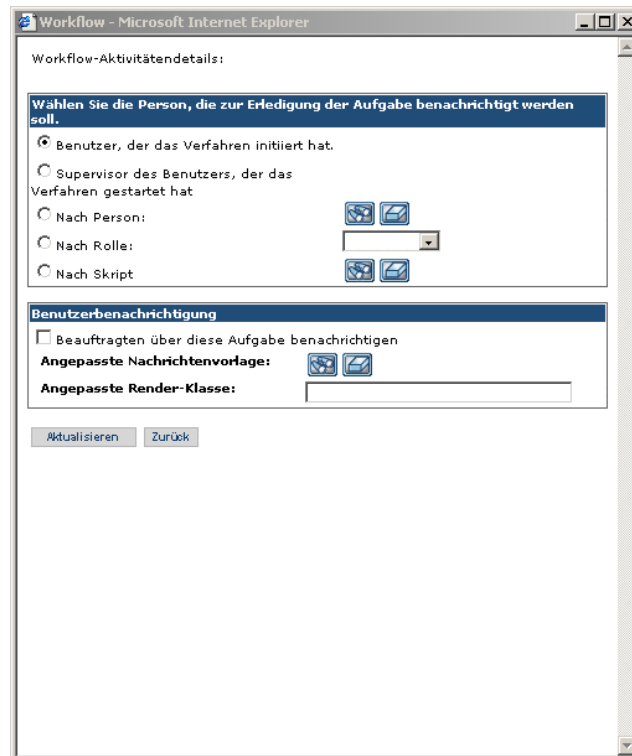 Workflow - Microsoft Internet Explorer
Workflow-Aktivitätendetails:
Wählen Sie die Person, die zur Erledigung der Aufgabe benachrichtigt werden
soll.
Benutzer, der das Verfahren initiiert hat.
Supervisor des Benutzers, der das
Verfahren gestartet hat
Nach Person:
Nach Rolle:
Nach Skript
Benutzerbenachrichtigung
Beauftragten über diese Aufgabe benachrichtigen
Angepasste Nachrichtenvorlage:
Angepasste Render-Klasse:
Aktualisieren Zurück